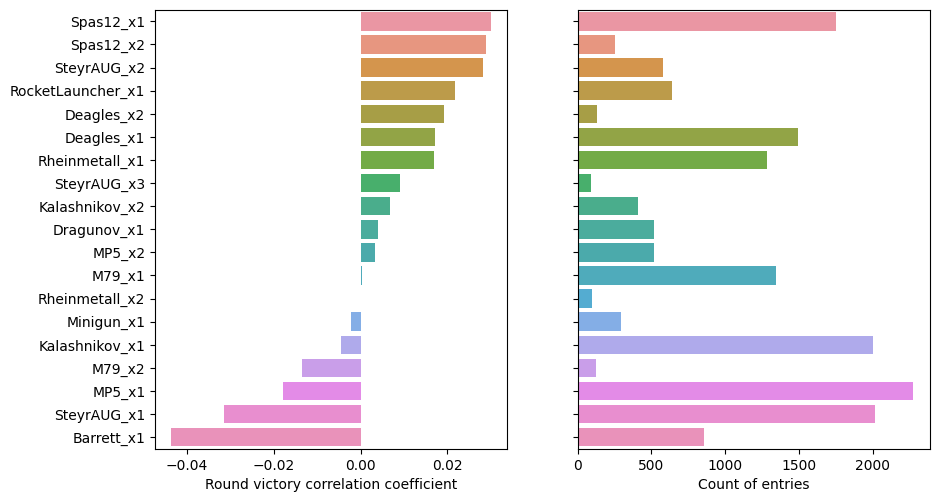 Spas12_x1
Spas12_x2
SteyrAUG_x2
RocketLauncher_x1
Deagles_x2
Deagles_x1
Rheinmetall_x1
SteyrAUG_x3
Kalashnikov_x2
Dragunov_x1
MP5_x2
M79_x1
Rheinmetall_x2
Minigun_x1
Kalashnikov_x1
M79_x2
MP5_x1
SteyrAUG_x1
Barrett_x1
−0.04 −0.02 0.00 0.02
Round victory correlation coefficient
0 500 1000 1500 2000
Count of entries